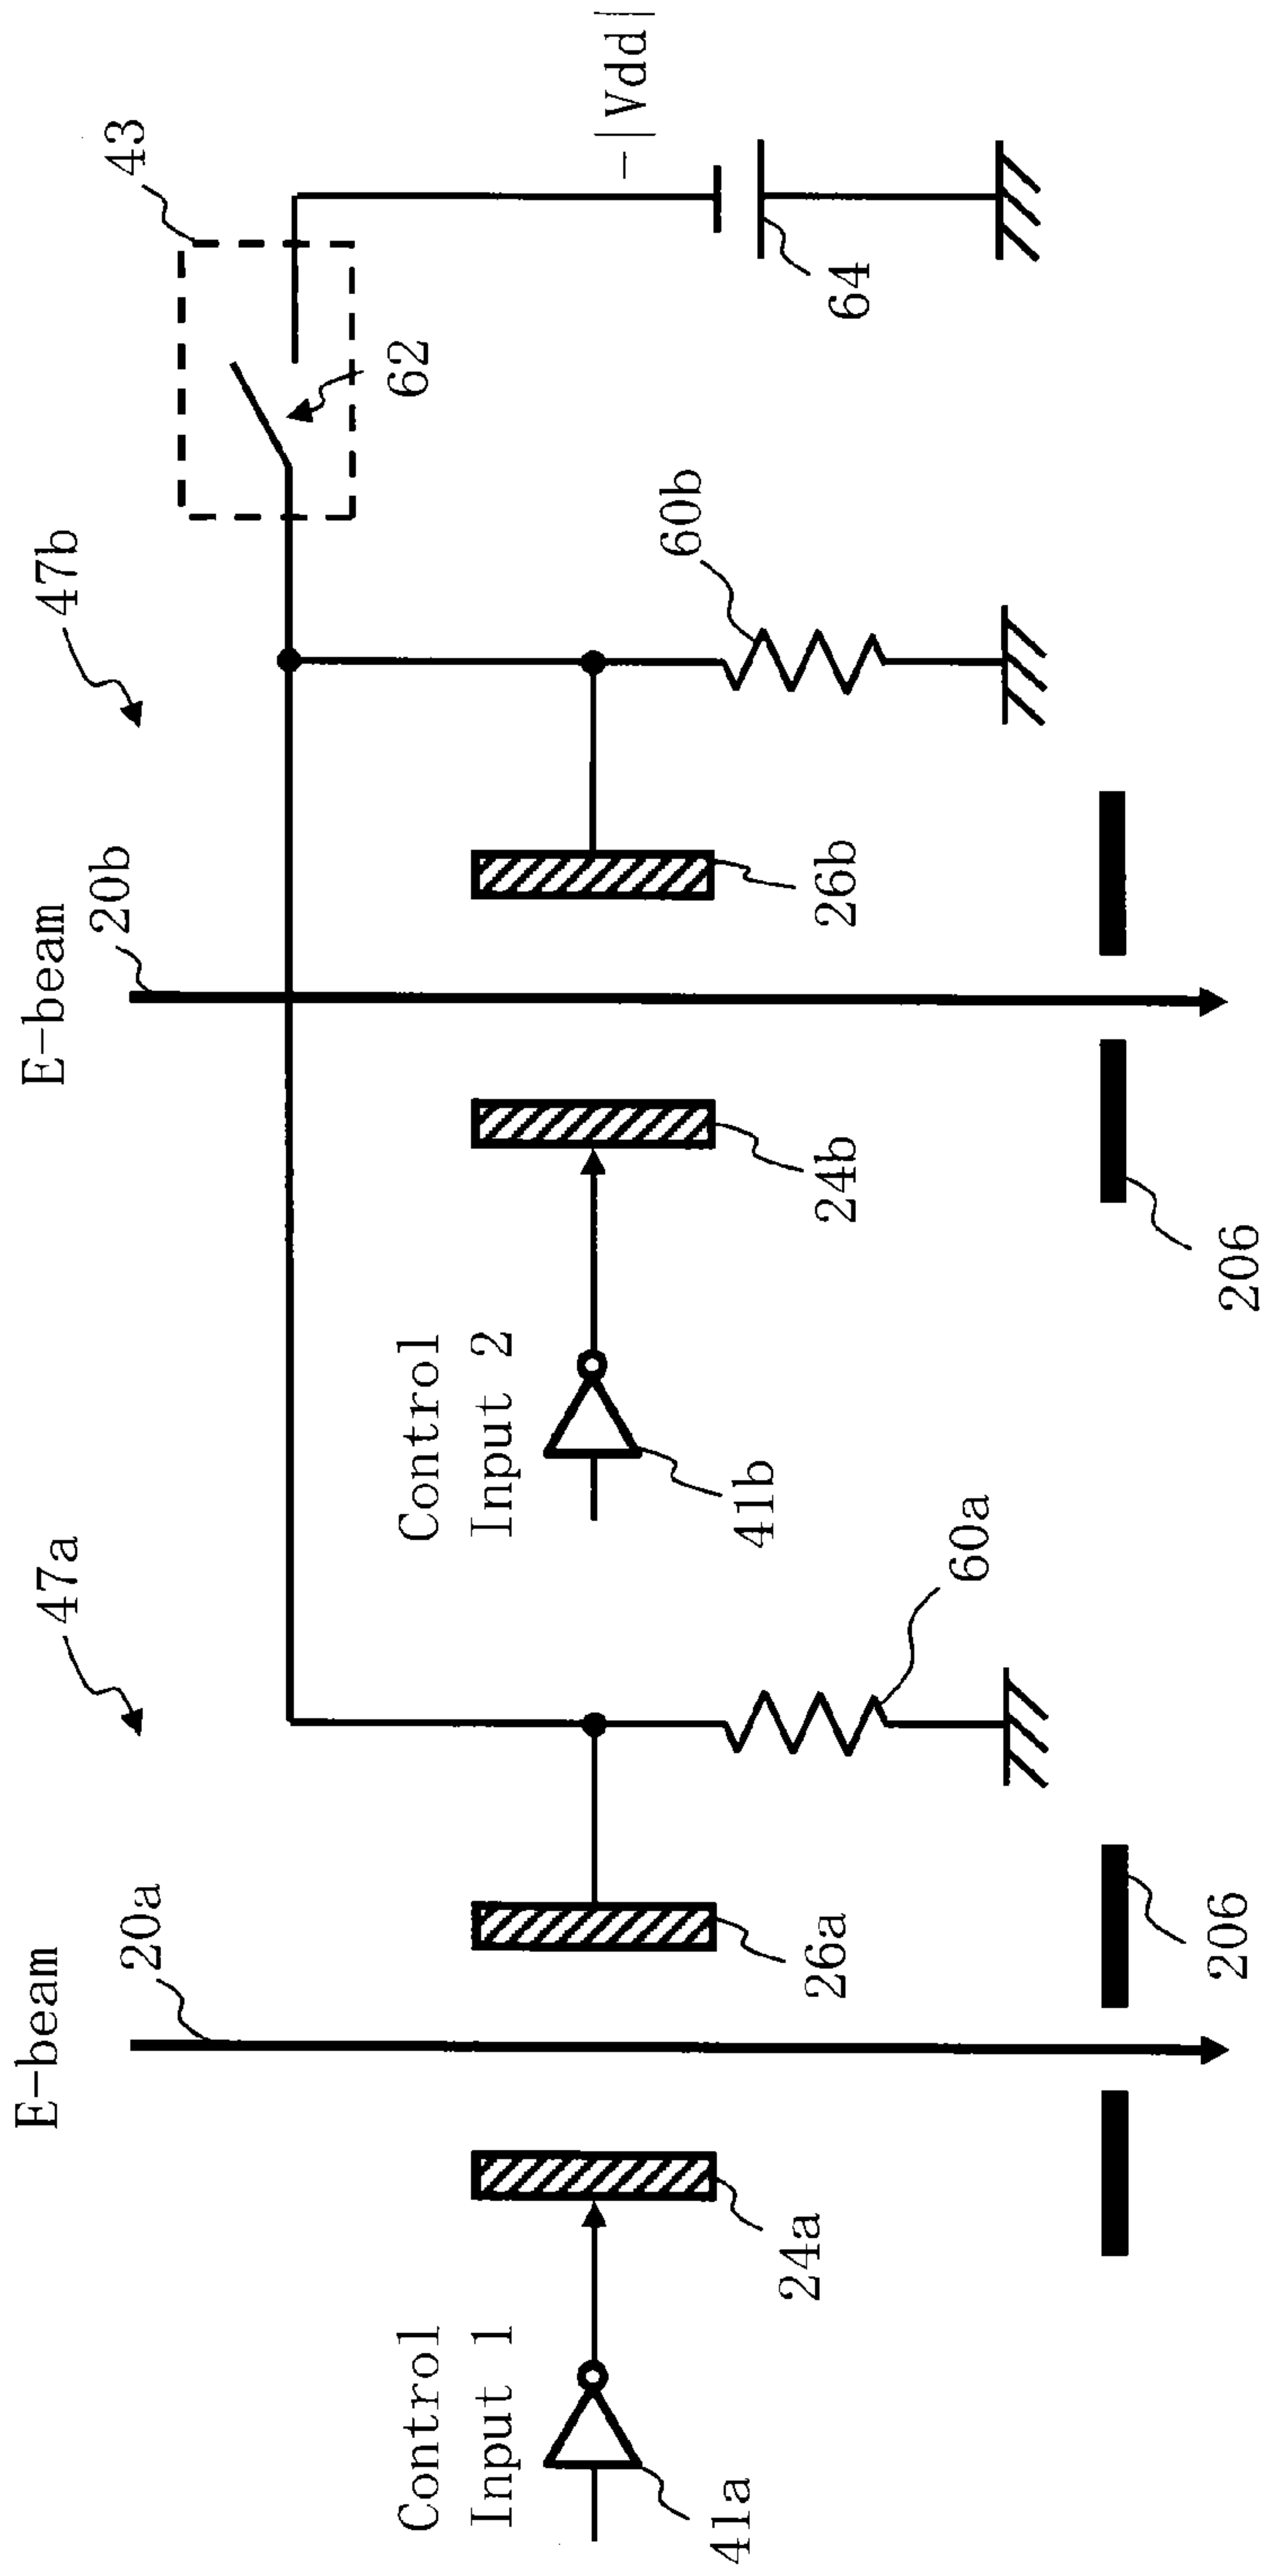 E-beam
20a
47a
E-beam
20b
47b
43
62
Control
Input 1
41a
24a
26a
60a
Control
Input 2
41b
24b
26b
60b
-|Vdd|
64
206
206